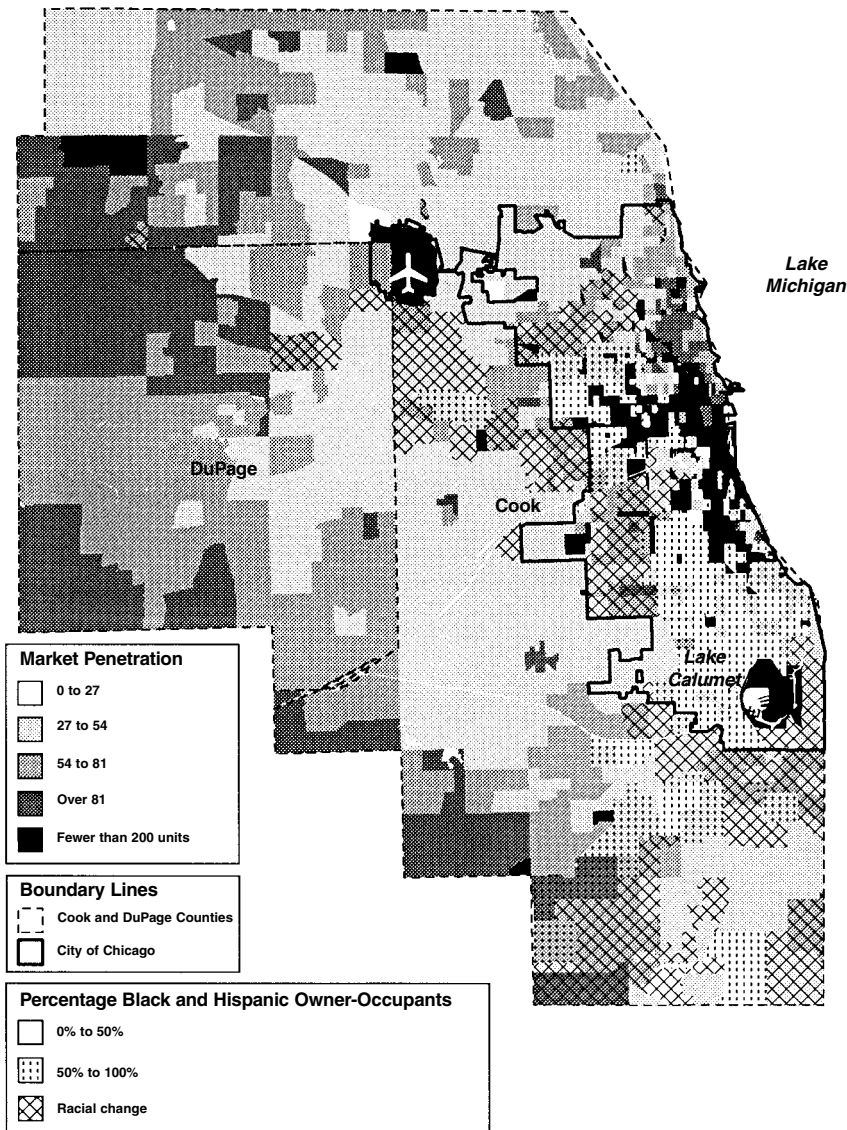 Lake
Michigan
DuPage
Cook
Lake
Calumet
Market Penetration
0 to 27
27 to 54
54 to 81
Over 81
Fewer than 200 units
Boundary Lines
Cook and DuPage Counties
City of Chicago
Percentage Black and Hispanic Owner-Occupants
0% to 50%
50% to 100%
Racial change